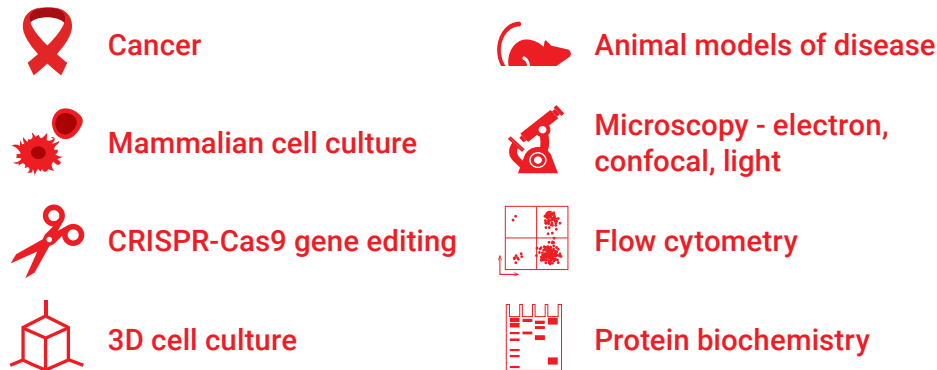 Cancer
Mammalian cell culture
CRISPR-Cas9 gene editing
3D cell culture
Animal models of disease
Microscopy - electron,
confocal, light
Flow cytometry
Protein biochemistry